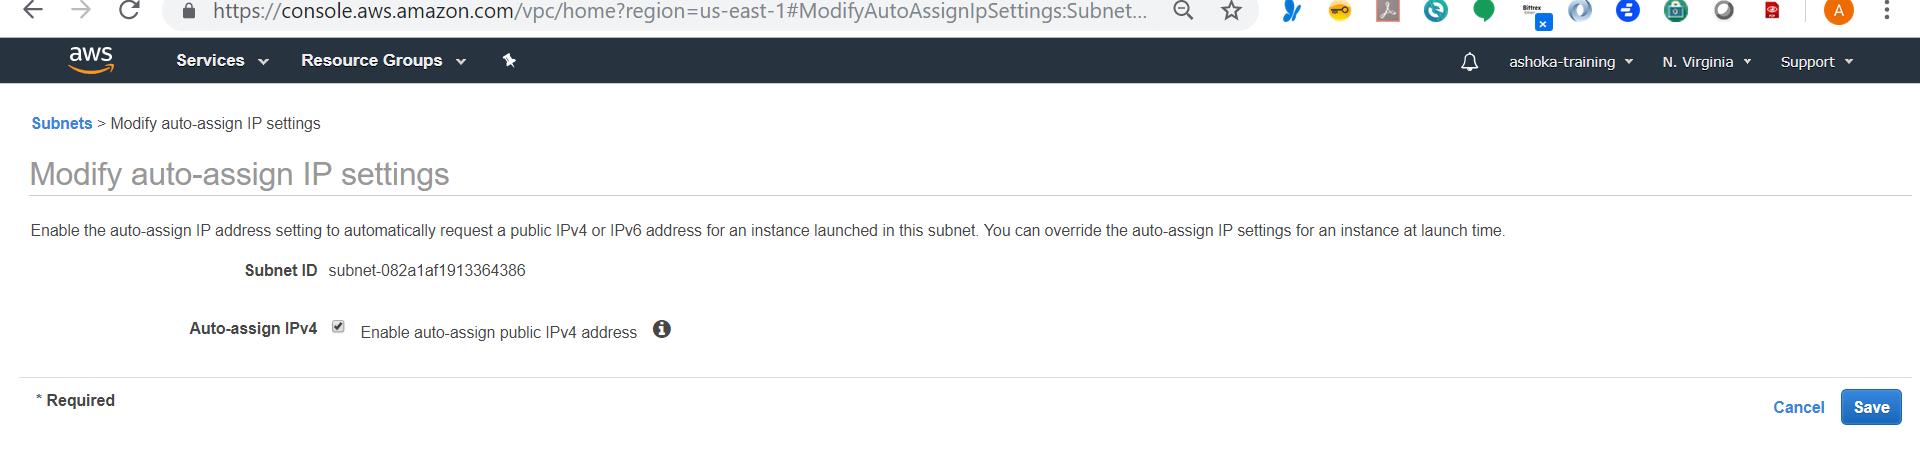 https://console.aws.amazon.com/vpc/home?region=us-east-1#ModifyAutoAssignIpSettings:Subnet...
A
aws Services Resource Groups ashoka-training N. Virginia Support
Subnets > Modify auto-assign IP settings
Modify auto-assign IP settings
Enable the auto-assign IP address setting to automatically request a public IPv4 or IPv6 address for an instance launched in this subnet. You can override the auto-assign IP settings for an instance at launch time.
Subnet ID subnet-082a1af1913364386
Auto-assign IPv4 Enable auto-assign public IPv4 address
* Required
Cancel Save